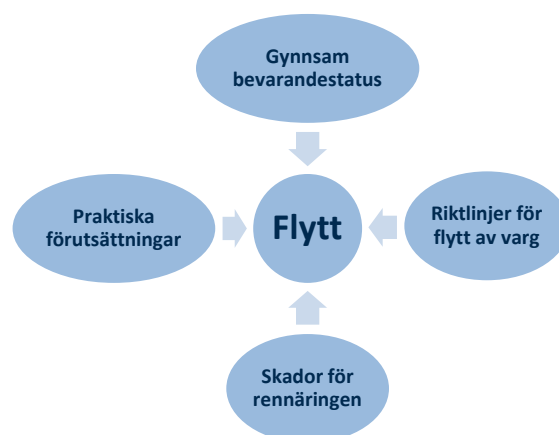 Gynnsam
bevarandestatus
Praktiska
förutsättningar
Flytt
Riktlinjer för
flytt av varg
Skador för
rennäringen